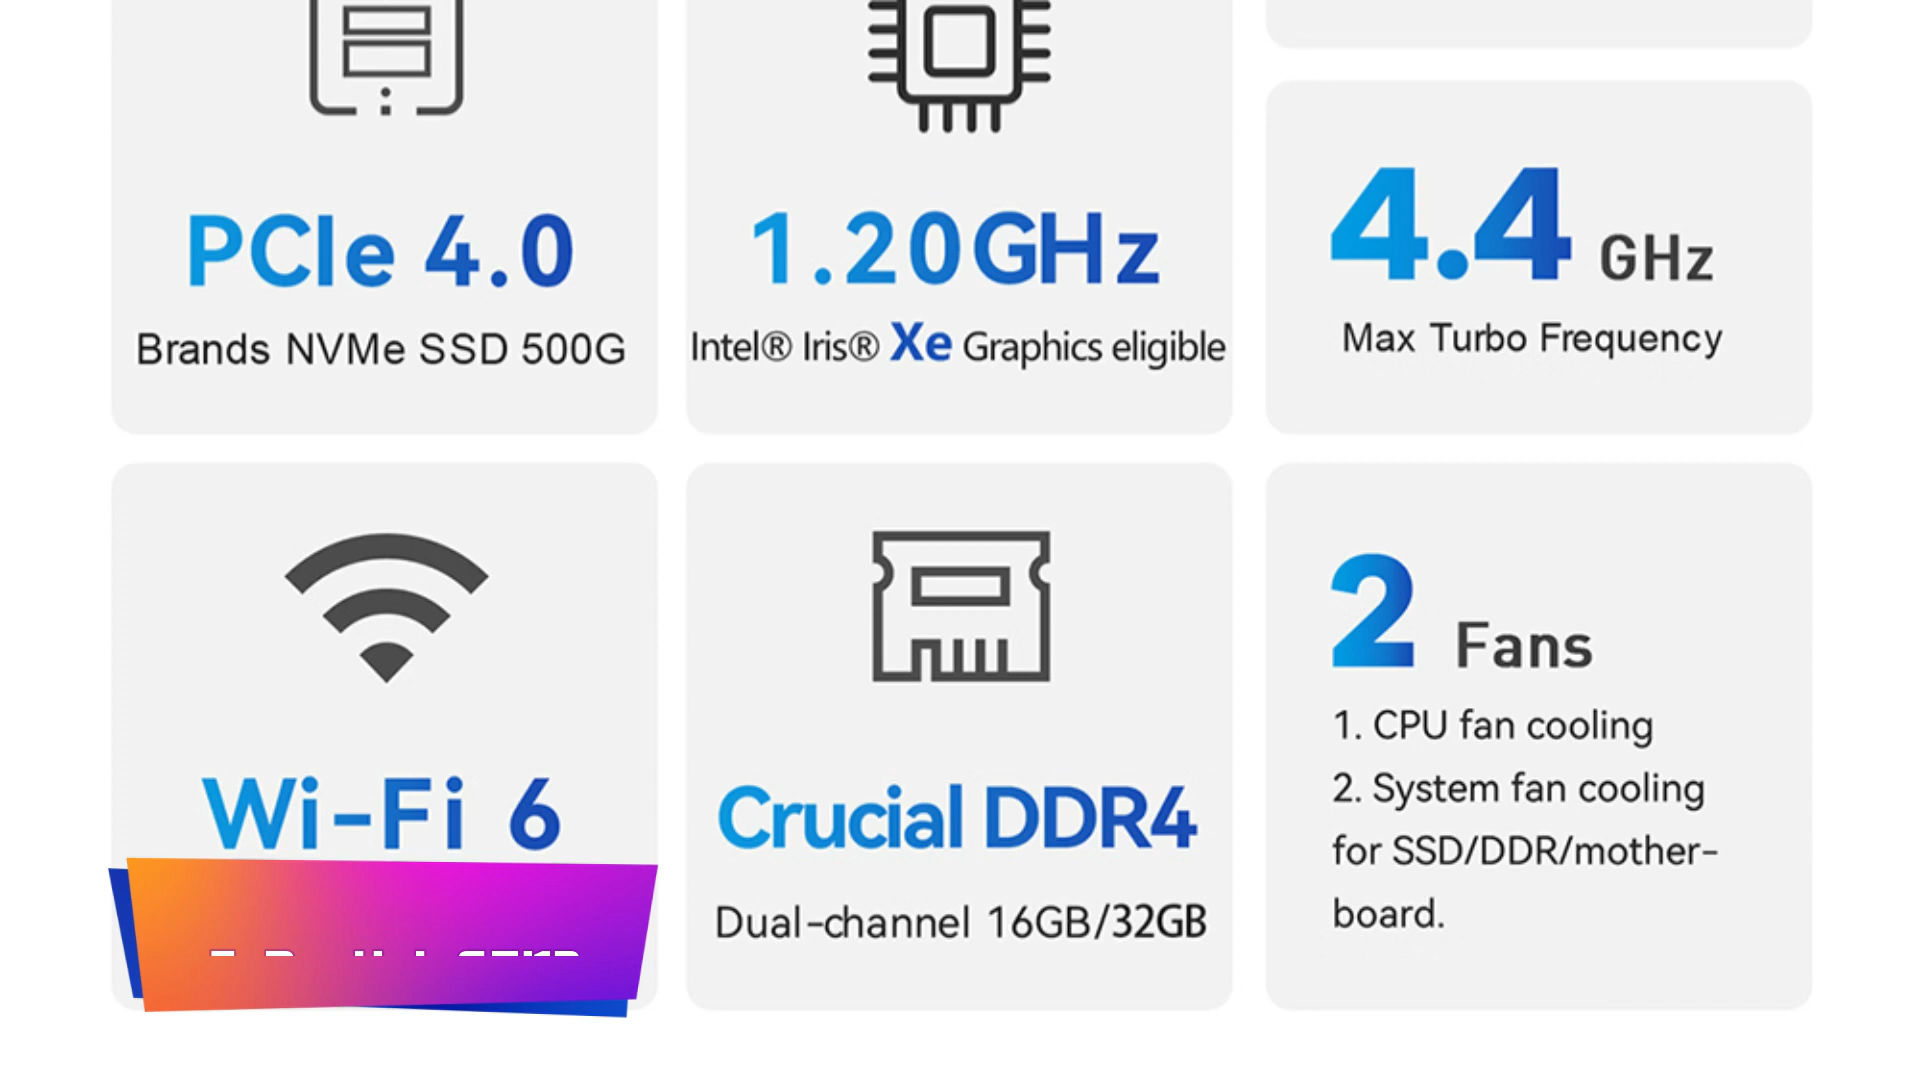 PCIe 4.0
Brands NVMe SSD 500G
1.20GHz
Intel® Iris® Xe Graphics eligible
4.4 GHz
Max Turbo Frequency
Wi-Fi 6
Crucial DDR4
Dual-channel 16GB/32GB
2 Fans
1. CPU fan cooling
2. System fan cooling
for SSD/DDR/mother-
board.